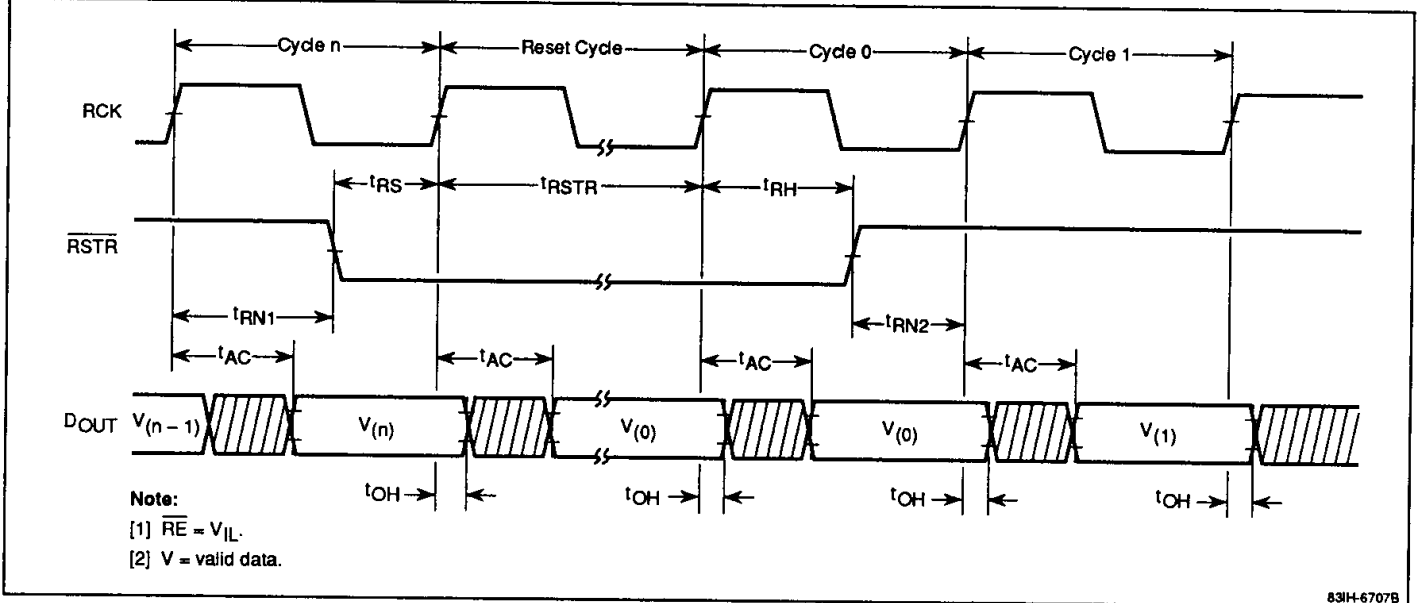 Cycle n Reset Cycle Cycle 0 Cycle 1
RCK
tRS tRSTR tRH
RSTR
tRN1 tRN2
tAC tAC tAC tAC
DOUT V(n – 1) V(n) V(0) V(0) V(1)
tOH tOH tOH tOH
Note:
[1] RE = VIL.
[2] V = valid data.
83IH-6707B